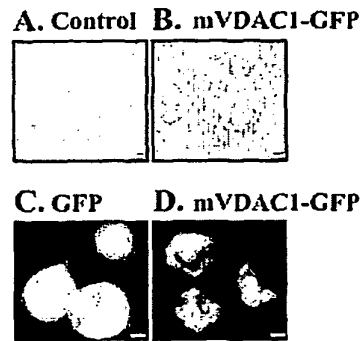 A. Control B. mVDAC1-GFP
C. GFP D. mVDAC1-GFP